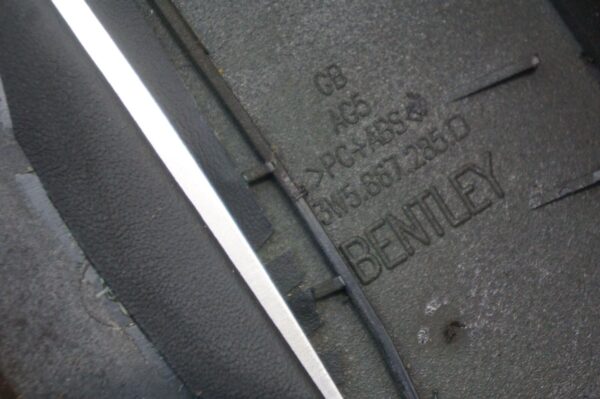 GB
AG5
>PC+ABS<
3W5.867.285.D
BENTLEY